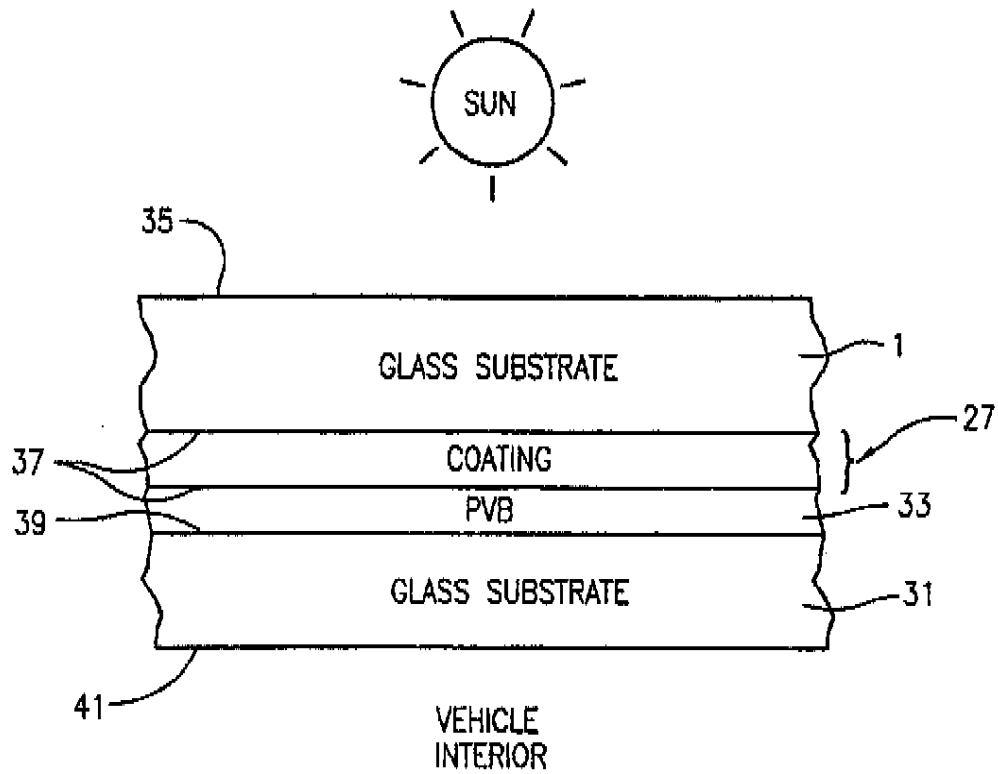 SUN
35
GLASS SUBSTRATE
1
27
37
COATING
PVB
33
39
GLASS SUBSTRATE
31
41
VEHICLE
INTERIOR